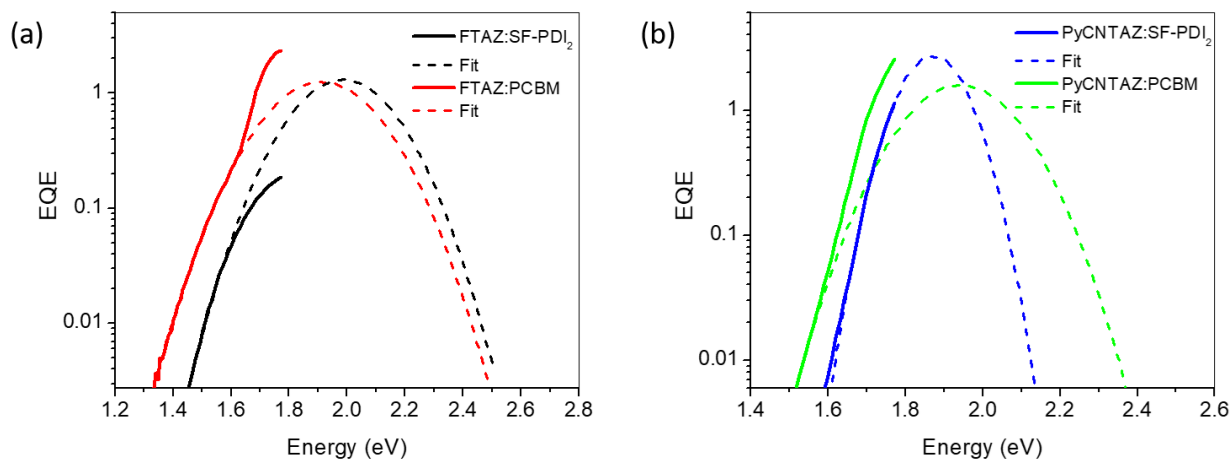 (a)
EQE
1
0.1
0.01
1.2 1.4 1.6 1.8 2.0 2.2 2.4 2.6 2.8
Energy (eV)
FTAZ:SF-PDI₂
Fit
FTAZ:PCBM
Fit
(b)
EQE
1
0.1
0.01
1.4 1.6 1.8 2.0 2.2 2.4 2.6
Energy (eV)
PyCNTAZ:SF-PDI₂
Fit
PyCNTAZ:PCBM
Fit